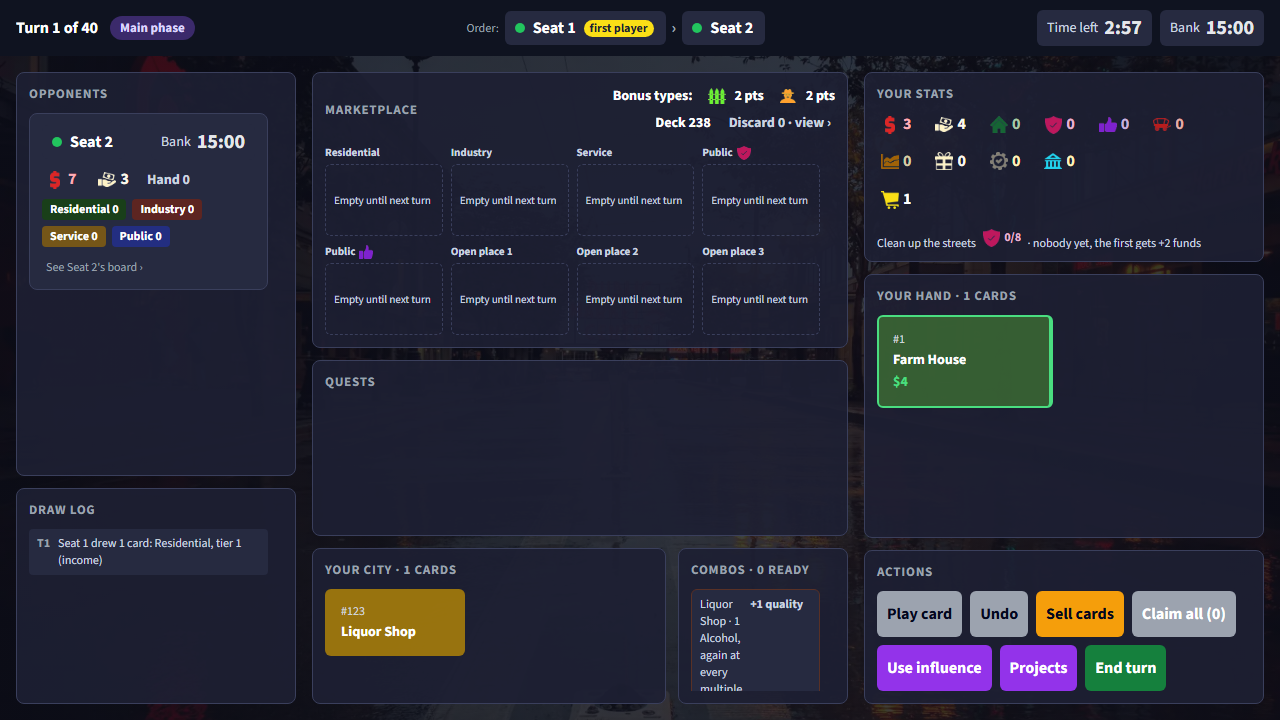 Turn 1 of 40
Main phase
Order:
Seat 1
first player
›
Seat 2
Time left 2:57
Bank 15:00
OPPONENTS
Seat 2
Bank 15:00
7
3
Hand 0
Residential 0
Industry 0
Service 0
Public 0
See Seat 2's board ›
DRAW LOG
T1 Seat 1 drew 1 card: Residential, tier 1
(income)
MARKETPLACE
Bonus types: 2 pts 2 pts
Deck 238 Discard 0 · view ›
Residential
Industry
Service
Public
Empty until next turn
Empty until next turn
Empty until next turn
Empty until next turn
Public
Open place 1
Open place 2
Open place 3
Empty until next turn
Empty until next turn
Empty until next turn
Empty until next turn
QUESTS
YOUR CITY · 1 CARDS
#123
Liquor Shop
COMBOS · 0 READY
Liquor +1 quality
Shop · 1
Alcohol,
again at
every
multiple
YOUR STATS
3
4
0
0
0
0
0
0
0
0
1
Clean up the streets 0/8 · nobody yet, the first gets +2 funds
YOUR HAND · 1 CARDS
#1
Farm House
$4
ACTIONS
Play card
Undo
Sell cards
Claim all (0)
Use influence
Projects
End turn